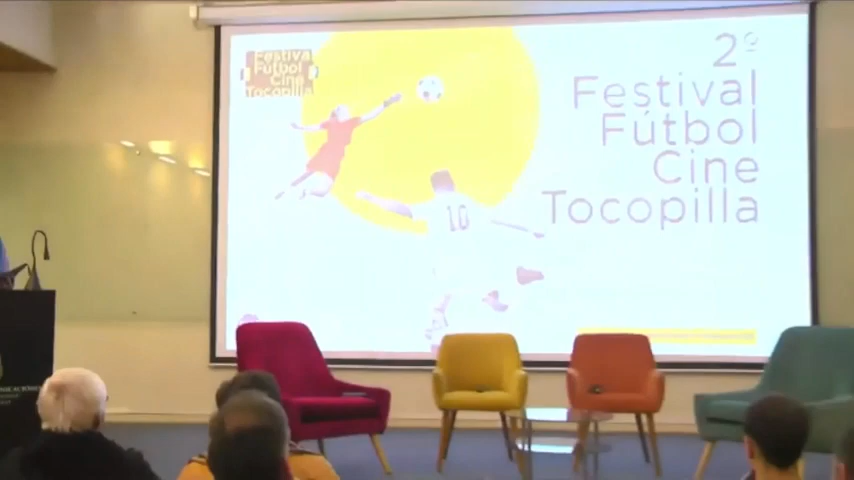 Festival
Fútbol
Cine
Tocopilla
2º
Festival
Fútbol
Cine
Tocopilla
10